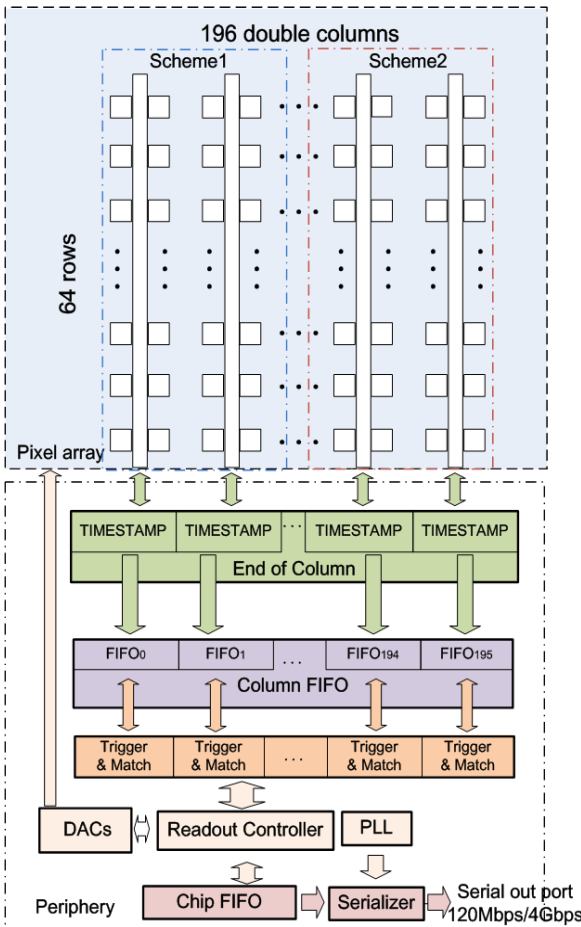 196 double columns
Scheme1
Scheme2
64 rows
Pixel array
TIMESTAMP
TIMESTAMP
...
TIMESTAMP
TIMESTAMP
End of Column
FIFO0
FIFO1
...
FIFO194
FIFO195
Column FIFO
Trigger
& Match
Trigger
& Match
...
Trigger
& Match
Trigger
& Match
DACs
Readout Controller
PLL
Chip FIFO
Serializer
Serial out port
120Mbps/4Gbps
Periphery